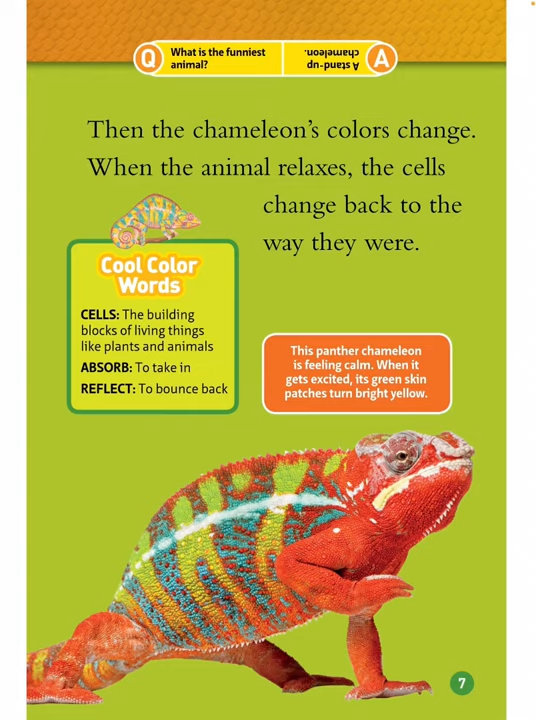 Q
What is the funniest
animal?
A stand-up
chameleon.
A
Then the chameleon's colors change.
When the animal relaxes, the cells
change back to the
way they were.
Cool Color
Words
CELLS: The building
blocks of living things
like plants and animals
ABSORB: To take in
REFLECT: To bounce back
This panther chameleon
is feeling calm. When it
gets excited, its green skin
patches turn bright yellow.
7